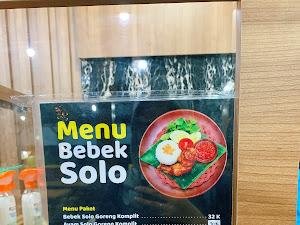 Menu
Bebek
Solo
Menu Paket
Bebek Solo Goreng Komplit ........................ 32 K
Ayam Solo Goreng Komplit